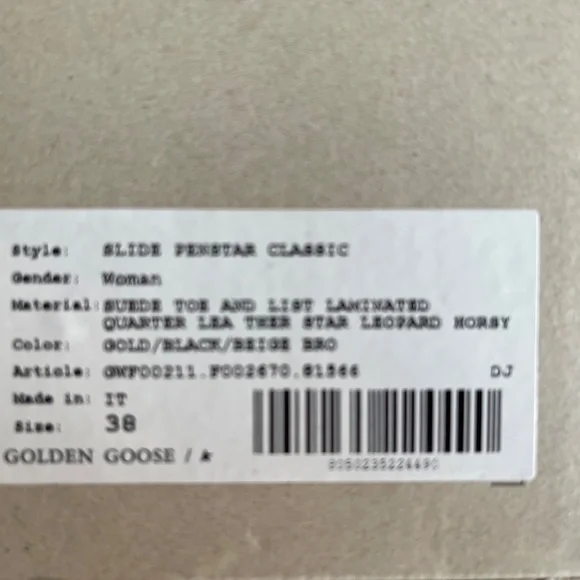 Style: SLIDE PENSTAR CLASSIC
Gender: Woman
Material: SUEDE TOE AND LIST LAMINATED
QUARTER LEA THER STAR LEOPARD HORSY
Color: GOLD/BLACK/BEIGE BRO
Article: GWF00211.F002670.81566 DJ
Made in: IT
Size: 38
GOLDEN GOOSE /
8050235224490